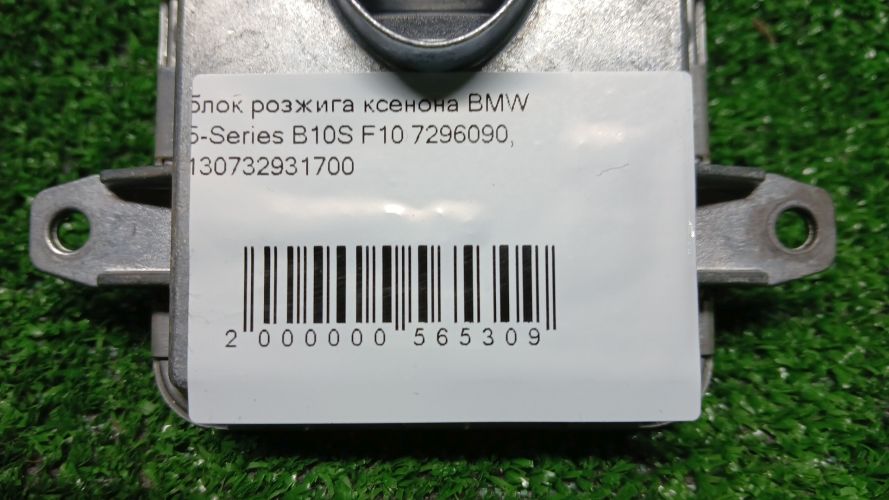 блок розжига ксенона BMW
5-Series B10S F10 7296090,
130732931700
2 000000 565309